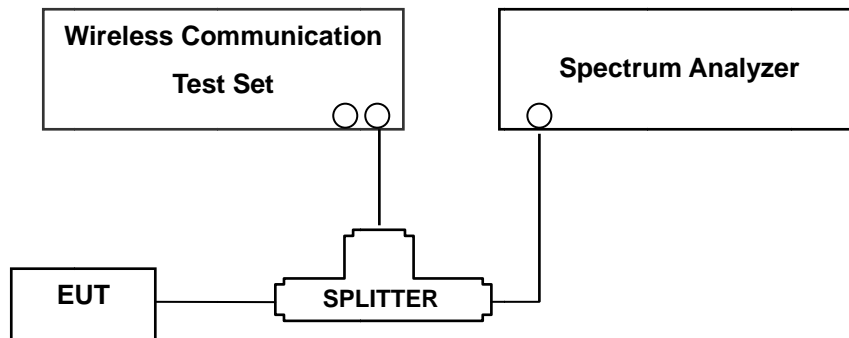 Wireless Communication
Test Set
Spectrum Analyzer
EUT
SPLITTER